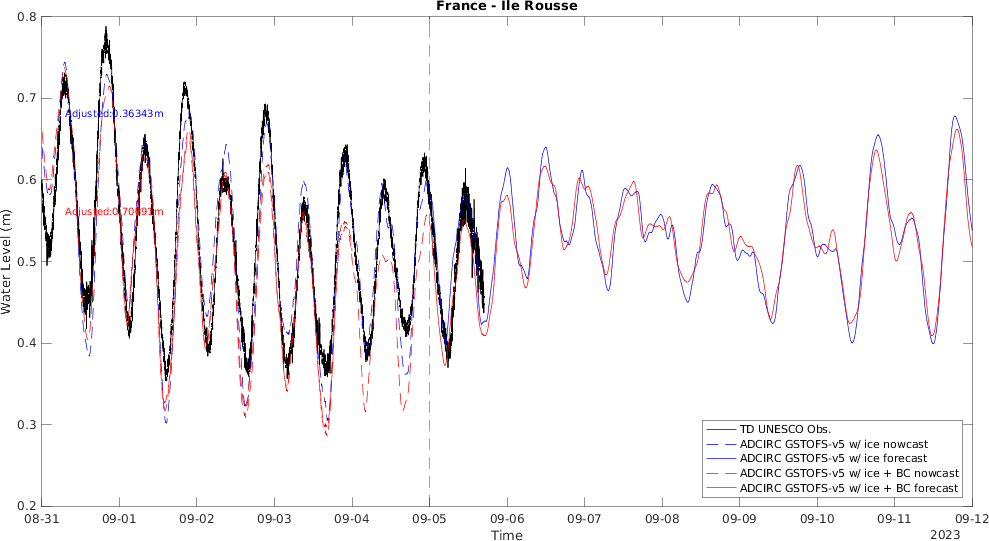 France - Ile Rousse
0.8
0.7
0.6
0.5
0.4
0.3
0.2
Water Level (m)
Adjusted:0.36343m
Adjusted:0.70091m
TD UNESCO Obs.
ADCIRC GSTOFS-v5 w/ ice nowcast
ADCIRC GSTOFS-v5 w/ ice forecast
ADCIRC GSTOFS-v5 w/ ice + BC nowcast
ADCIRC GSTOFS-v5 w/ ice + BC forecast
08-31 09-01 09-02 09-03 09-04 09-05 09-06 09-07 09-08 09-09 09-10 09-11 09-12
Time
2023